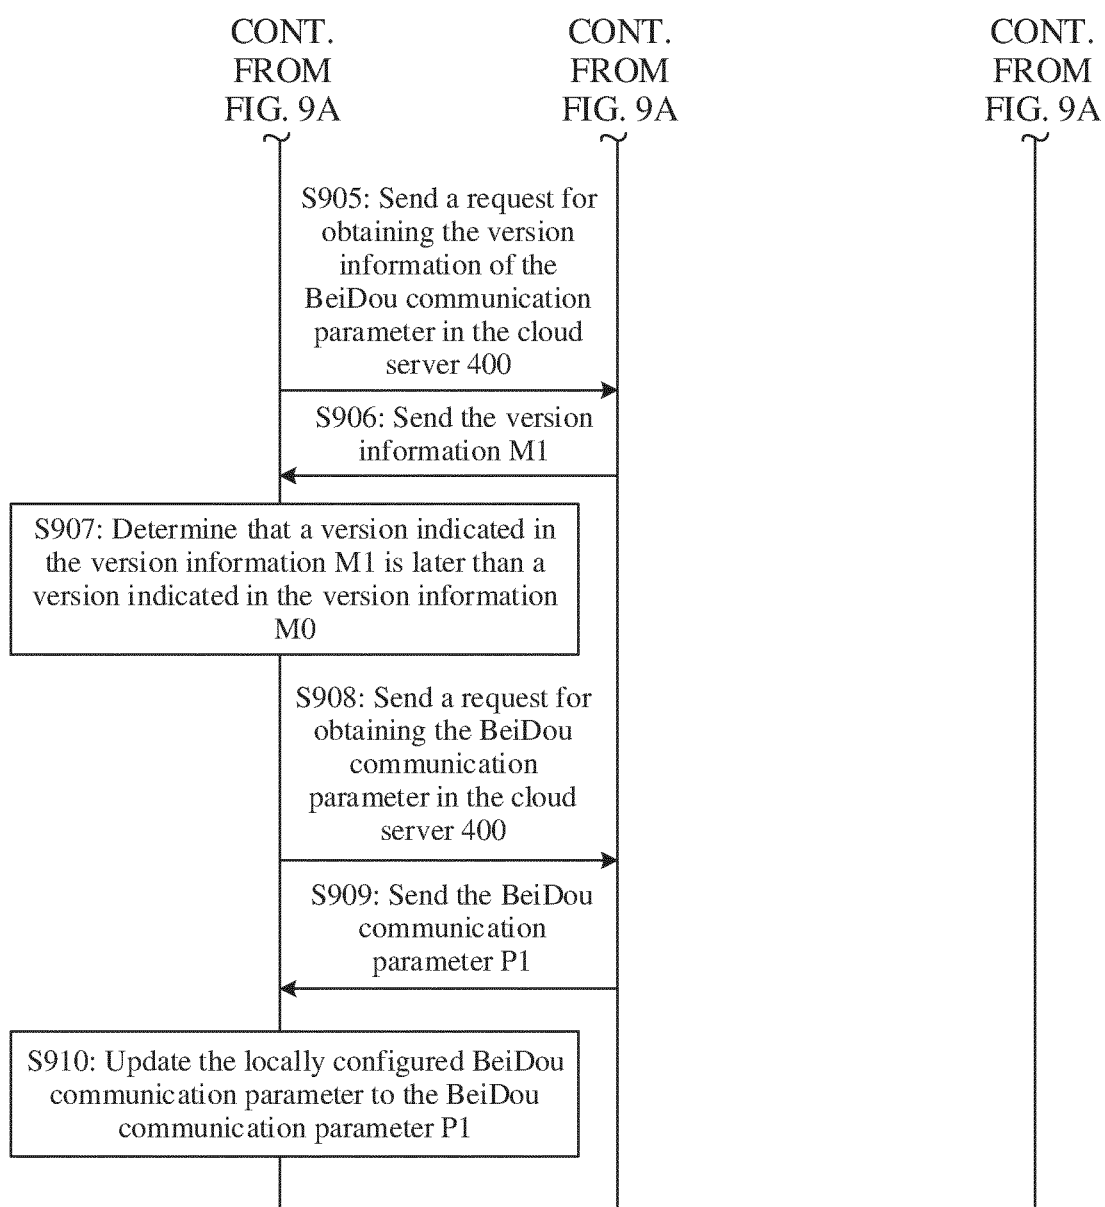 CONT.
FROM
FIG. 9A
CONT.
FROM
FIG. 9A
CONT.
FROM
FIG. 9A
S905: Send a request for
obtaining the version
information of the
BeiDou communication
parameter in the cloud
server 400
S906: Send the version
information M1
S907: Determine that a version indicated in
the version information M1 is later than a
version indicated in the version information
M0
S908: Send a request for
obtaining the BeiDou
communication
parameter in the cloud
server 400
S909: Send the BeiDou
communication
parameter P1
S910: Update the locally configured BeiDou
communication parameter to the BeiDou
communication parameter P1